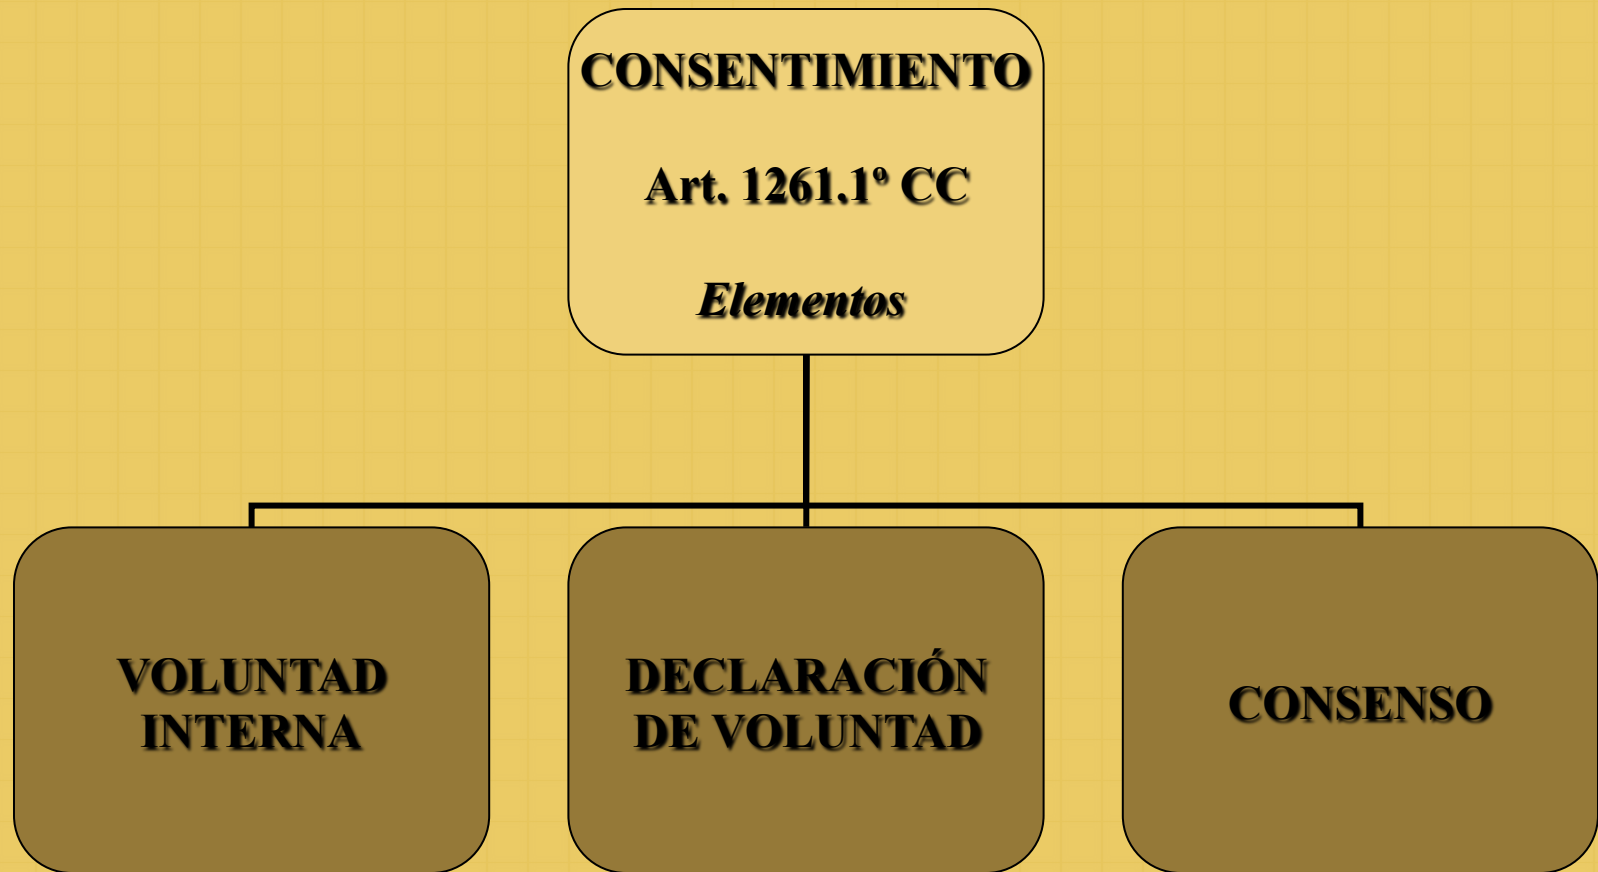 CONSENTIMIENTO
Art. 1261.1º CC
Elementos
VOLUNTAD
INTERNA
DECLARACIÓN
DE VOLUNTAD
CONSENSO